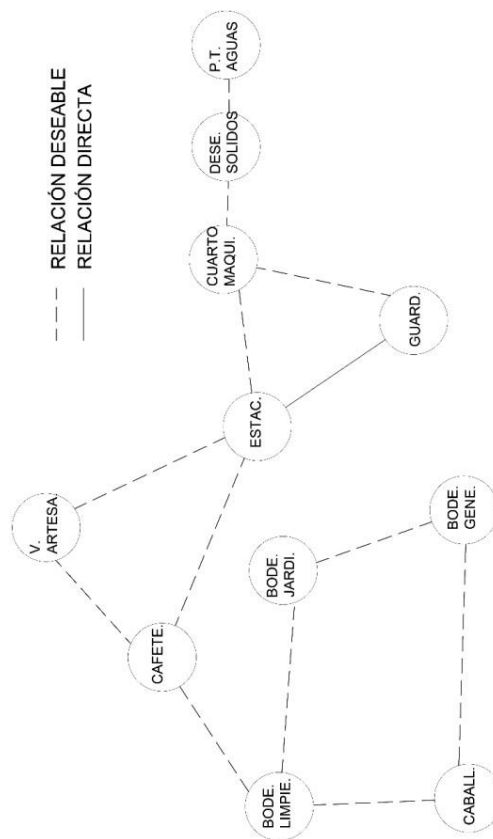 RELACIÓN DESEABLE
RELACIÓN DIRECTA
P.T.
AGUAS
DESE.
SOLIDOS
CUARTO
MAQUI.
GUARD.
ESTAC.
V.
ARTESA.
CAFETE.
BODE.
JARDI.
BODE.
GENE.
BODE.
LIMPIE.
CABALL.